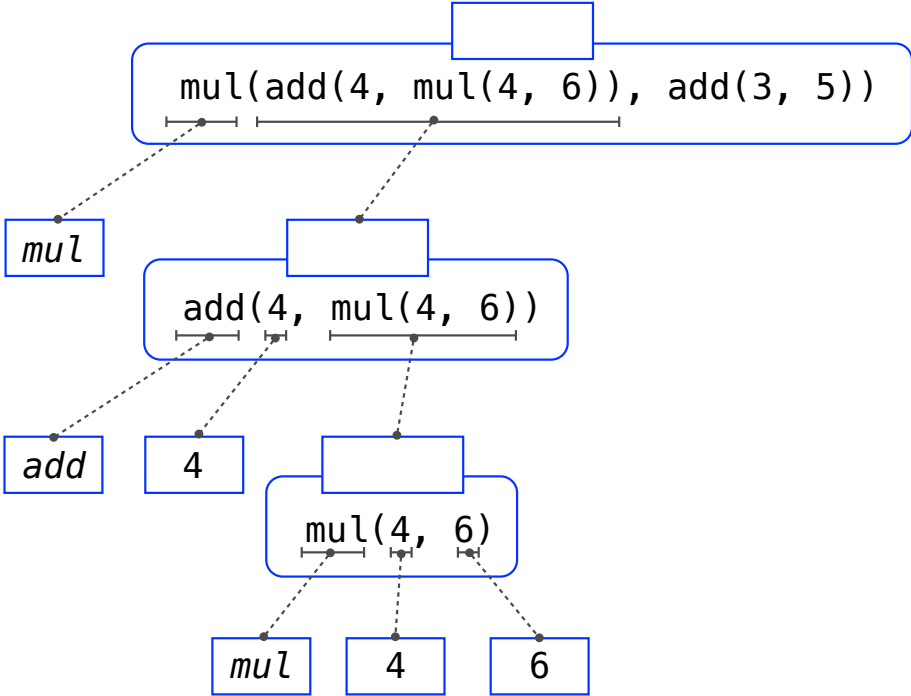 mul(add(4, mul(4, 6)), add(3, 5))
mul
add(4, mul(4, 6))
add
4
mul(4, 6)
mul
4
6